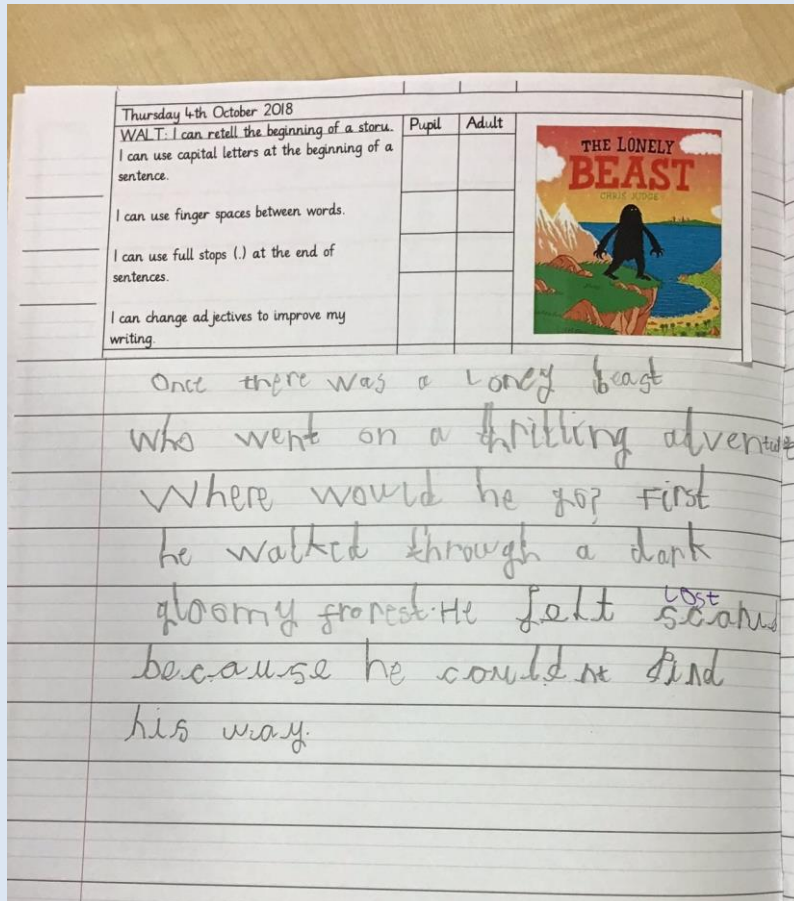 Thursday 4th October 2018
WALT: I can retell the beginning of a story.
I can use capital letters at the beginning of a
sentence.
I can use finger spaces between words.
I can use full stops (.) at the end of
sentences.
I can change adjectives to improve my
writing.
Pupil
Adult
THE LONELY
BEAST
CHRIS JUDGE
Once there was a Loney beast
who went on a thrilling adventure
Where would he go? First
he walked through a dark
gloomy frorest. He felt
Lost
because he could nt find
his way.